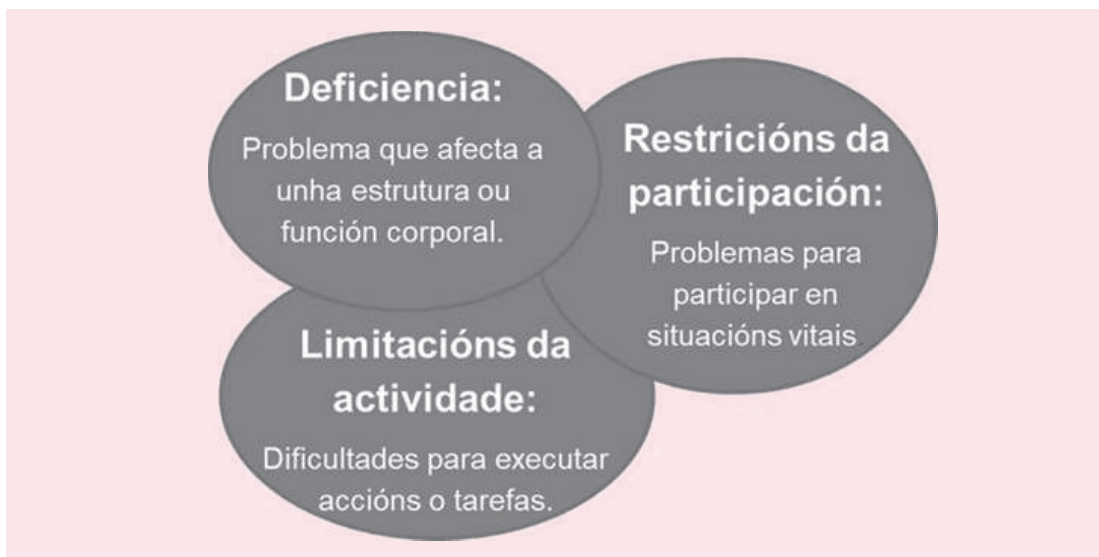 Deficiencia:
Problema que afecta a
unha estrutura ou
función corporal.
Restricións da
participación:
Problemas para
participar en
situacións vitais
Limitacións da
actividade:
Dificultades para executar
accións o tarefas.